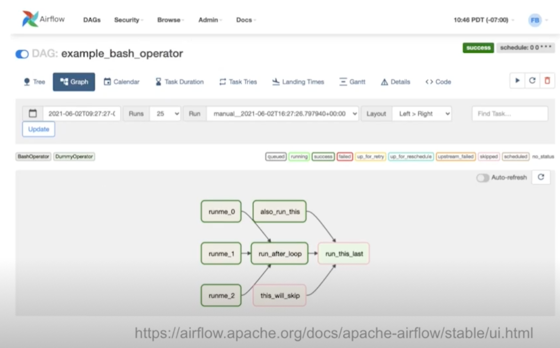 Airflow DAGs Security Browse Admin Docs 10:46 PDT (-07:00) FB
DAG: example_bash_operator success schedule: 0 0 * * *
Tree Graph Calendar Task Duration Task Tries Landing Times Gantt Details Code
2021-06-02T09:27:27-( Runs 25 Run manual__2021-06-02T16:27:26.797940+00:00 Layout Left > Right Find Task...
Update
BashOperator DummyOperator queued running success failed up_for_retry up_for_reschedule upstream_failed skipped scheduled no_status
Auto-refresh
runme_0 also_run_this
runme_1 run_after_loop run_this_last
runme_2 this_will_skip
https://airflow.apache.org/docs/apache-airflow/stable/ui.html